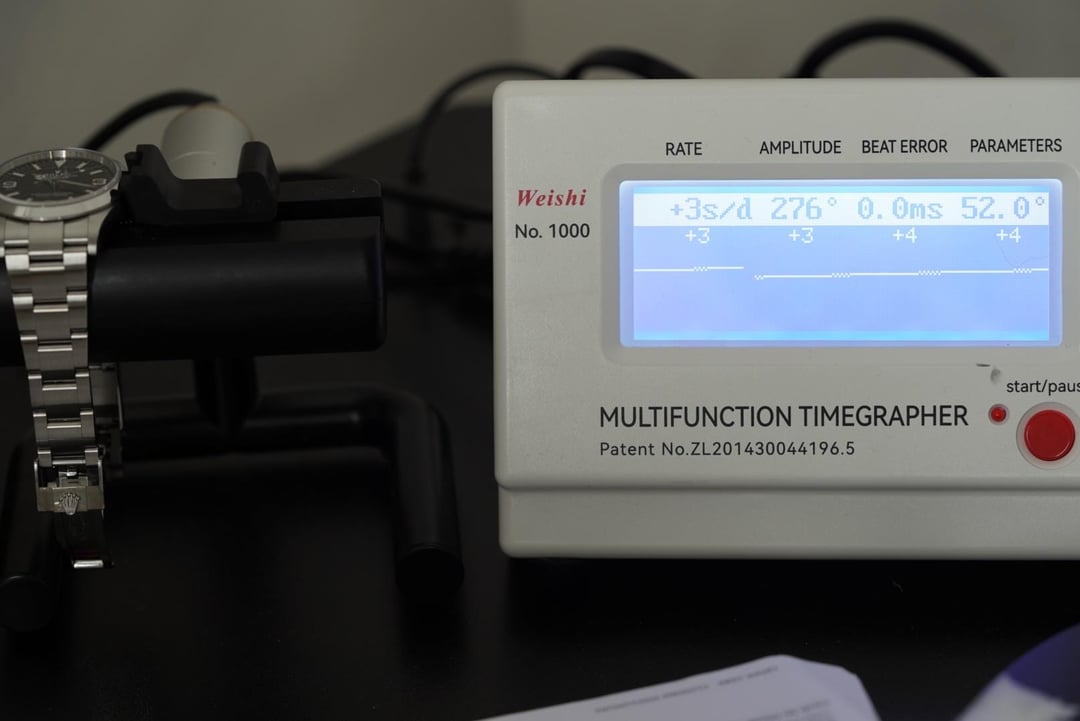 RATE AMPLITUDE BEAT ERROR PARAMETERS
Weishi
No. 1000
+3s/d 276° 0.0ms 52.0°
+3 +3 +4 +4
start/paus
MULTIFUNCTION TIMEGRAPHER
Patent No.ZL201430044196.5